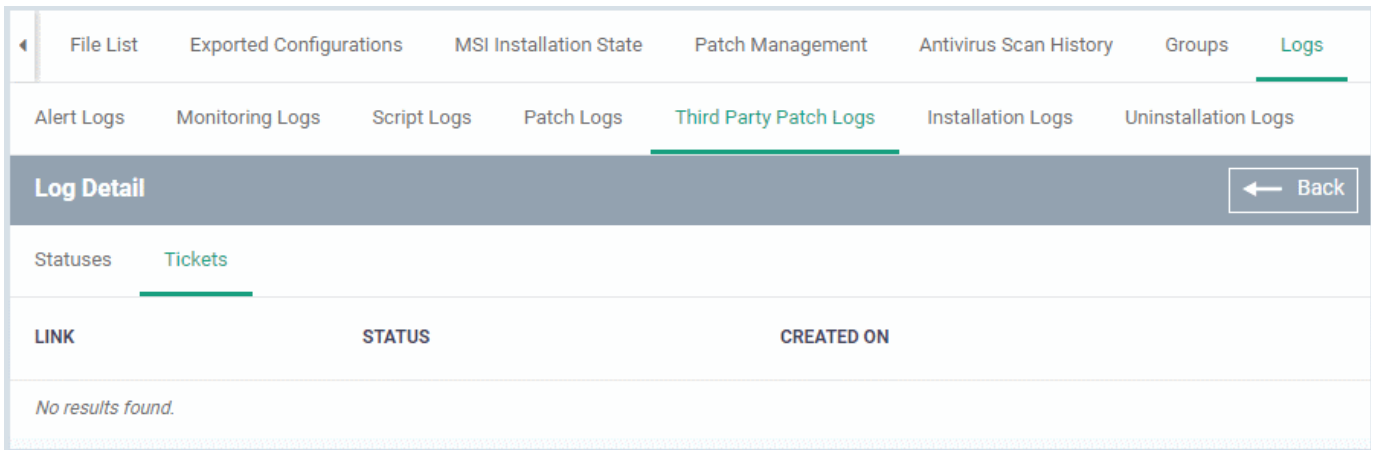 File List Exported Configurations MSI Installation State Patch Management Antivirus Scan History Groups Logs
Alert Logs Monitoring Logs Script Logs Patch Logs Third Party Patch Logs Installation Logs Uninstallation Logs
Log Detail Back
Statuses Tickets
LINK STATUS CREATED ON
No results found.